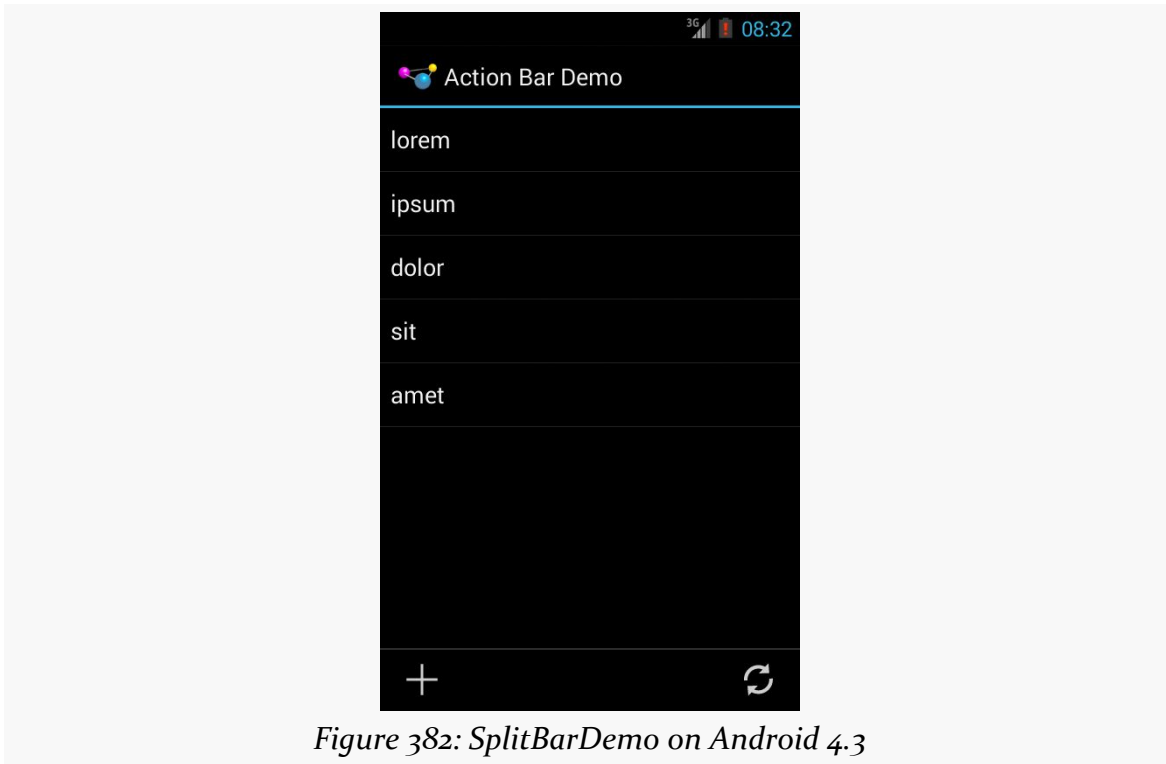 3G 08:32
Action Bar Demo
lorem
ipsum
dolor
sit
amet
Figure 382: SplitBarDemo on Android 4.3